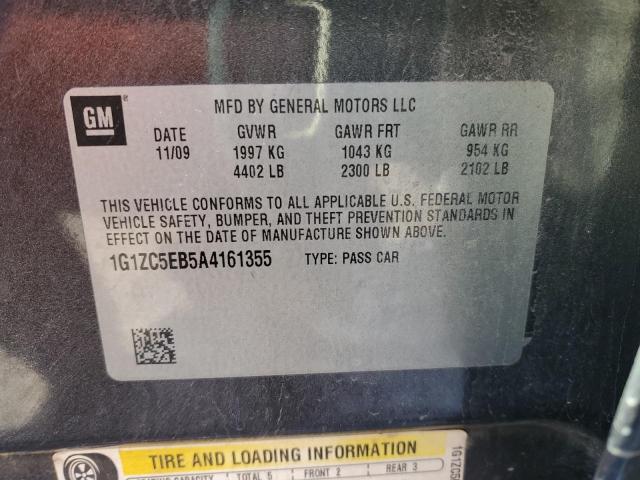 GM
MFD BY GENERAL MOTORS LLC
DATE GVWR GAWR FRT GAWR RR
11/09 1997 KG 1043 KG 954 KG
4402 LB 2300 LB 2102 LB
THIS VEHICLE CONFORMS TO ALL APPLICABLE U.S. FEDERAL MOTOR
VEHICLE SAFETY, BUMPER, AND THEFT PREVENTION STANDARDS IN
EFFECT ON THE DATE OF MANUFACTURE SHOWN ABOVE.
1G1ZC5EB5A4161355 TYPE: PASS CAR
TIRE AND LOADING INFORMATION
SEATING CAPACITY TOTAL 5 FRONT 2 REAR 3
1G1ZC5